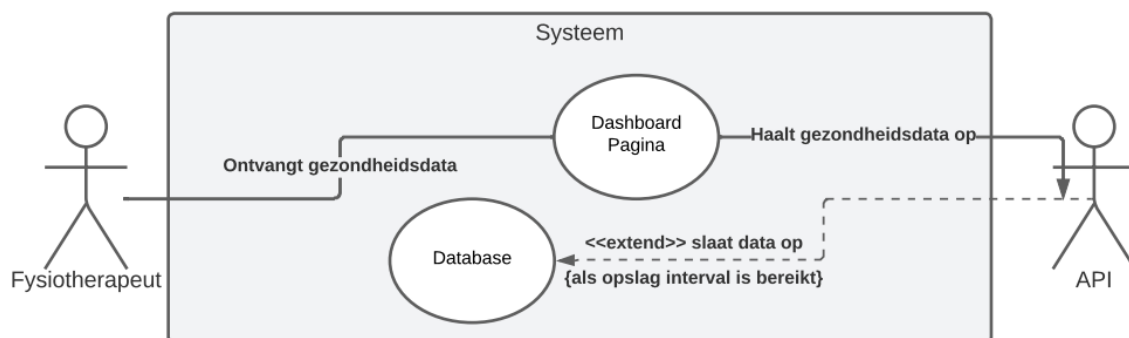 Systeem
Dashboard
Pagina
Haalt gezondheidsdata op
Ontvangt gezondheidsdata
<<extend>> slaat data op
Database
{als opslag interval is bereikt}
Fysiotherapeut
API